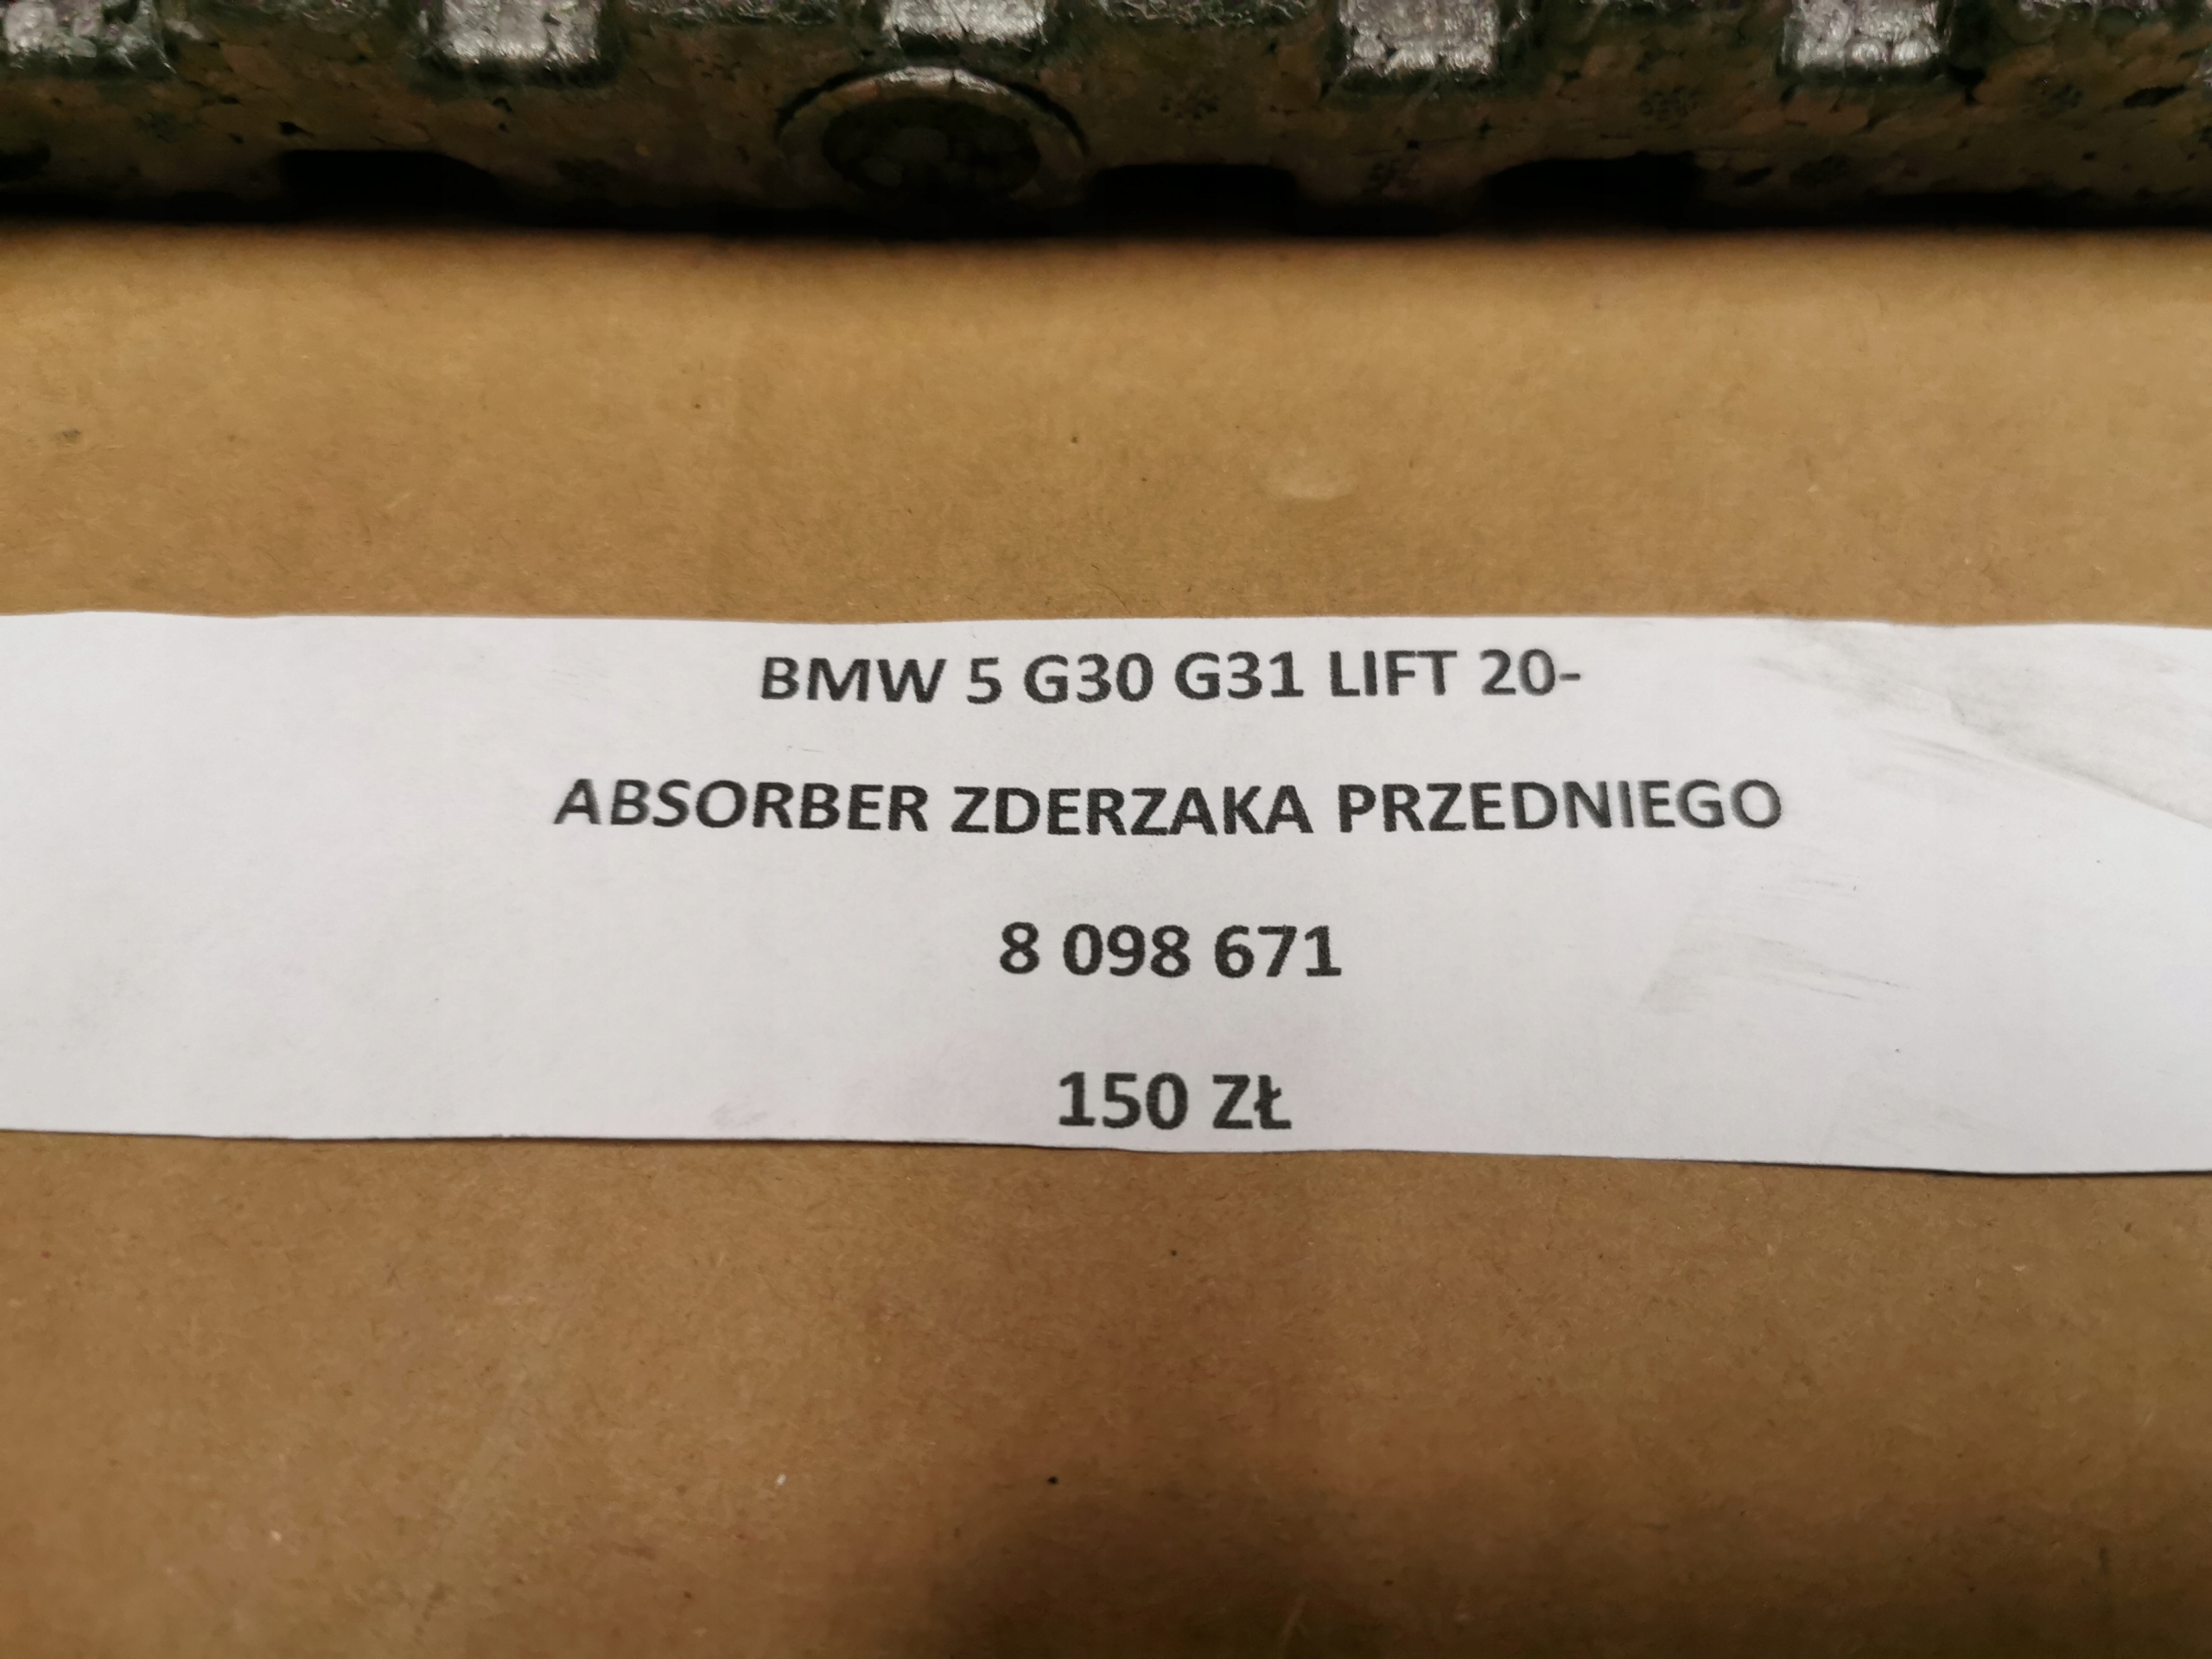 BMW 5 G30 G31 LIFT 20-
ABSORBER ZDERZAKA PRZEDNIEGO
8 098 671
150 ZŁ